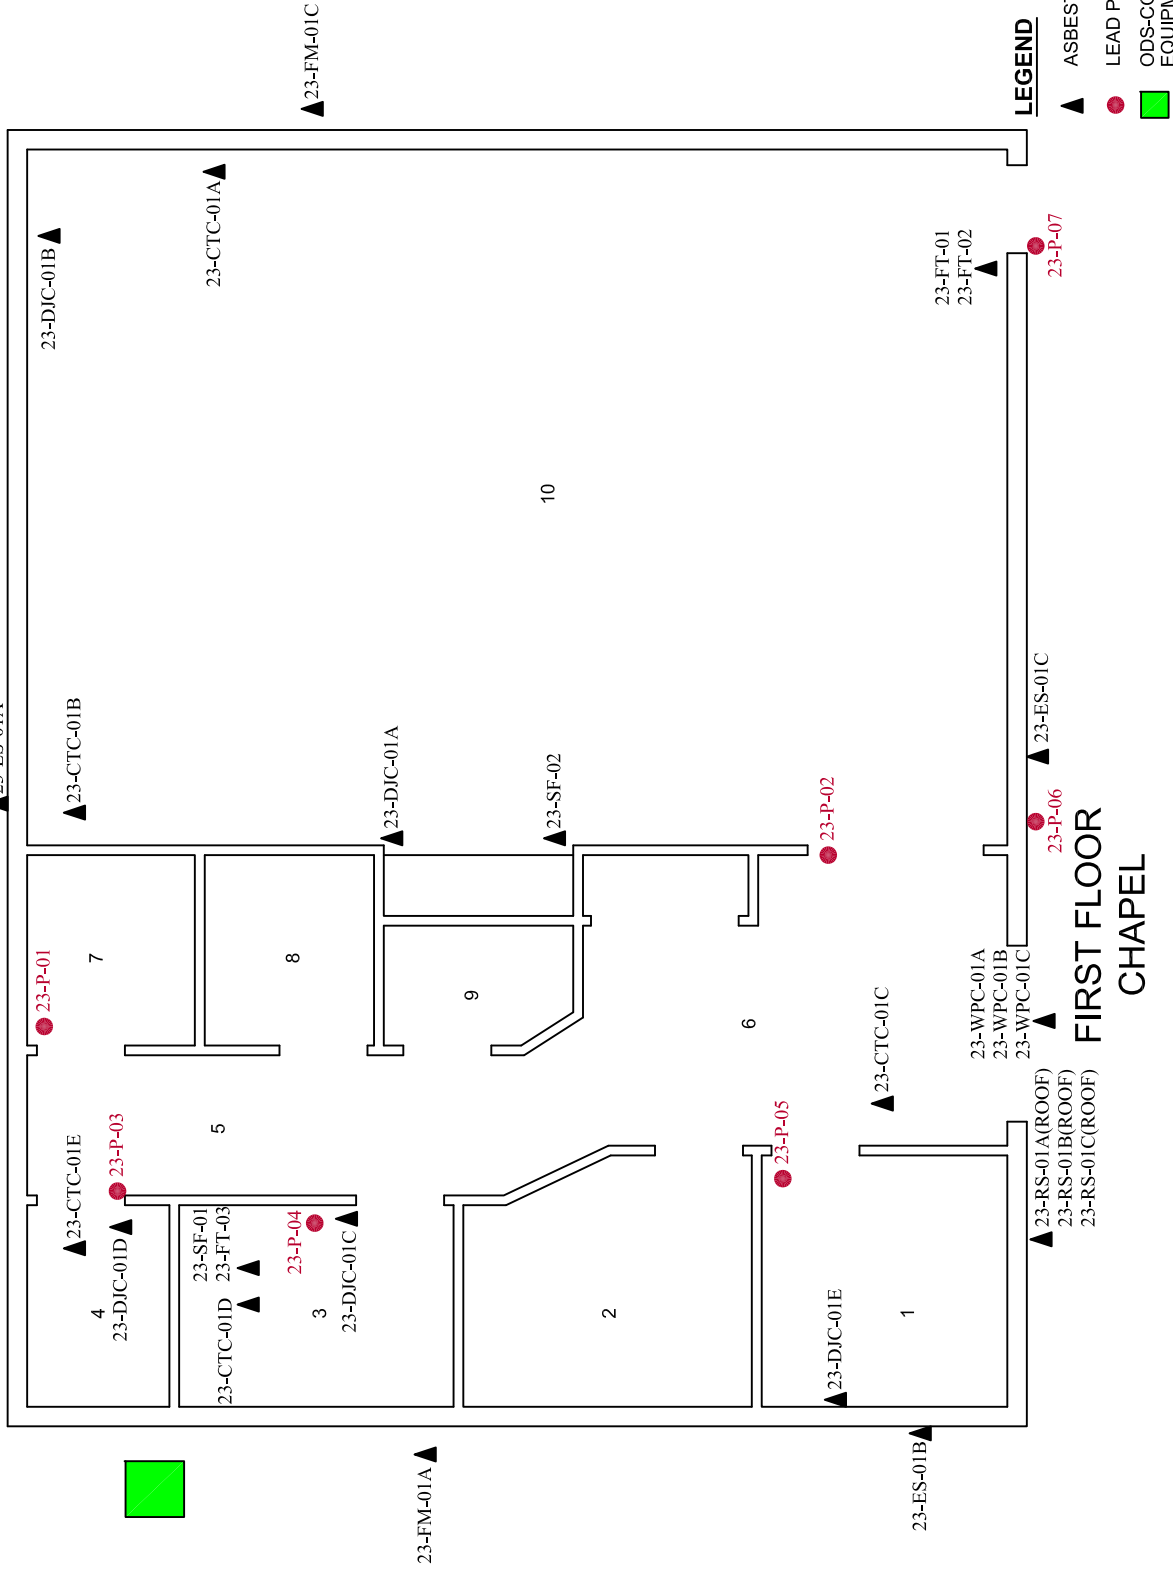 23-FM-01C
23-DJC-01B
23-CTC-01A
23-FT-01
23-FT-02
23-P-07
10
23-CTC-01B
23-DJC-01A
23-SF-02
23-P-02
23-ES-01C
23-P-06
23-P-01
7
8
9
6
23-CTC-01C
23-WPC-01A
23-WPC-01B
23-WPC-01C
23-CTC-01E
23-P-03
5
23-P-05
23-RS-01A(ROOF)
23-RS-01B(ROOF)
23-RS-01C(ROOF)
4
23-DJC-01D
23-SF-01
23-FT-03
23-CTC-01D
23-P-04
3
23-DJC-01C
2
23-DJC-01E
1
23-FM-01A
23-ES-01B
FIRST FLOOR
CHAPEL
LEGEND
ASBEST
LEAD P
ODS-CO
EQUIPM